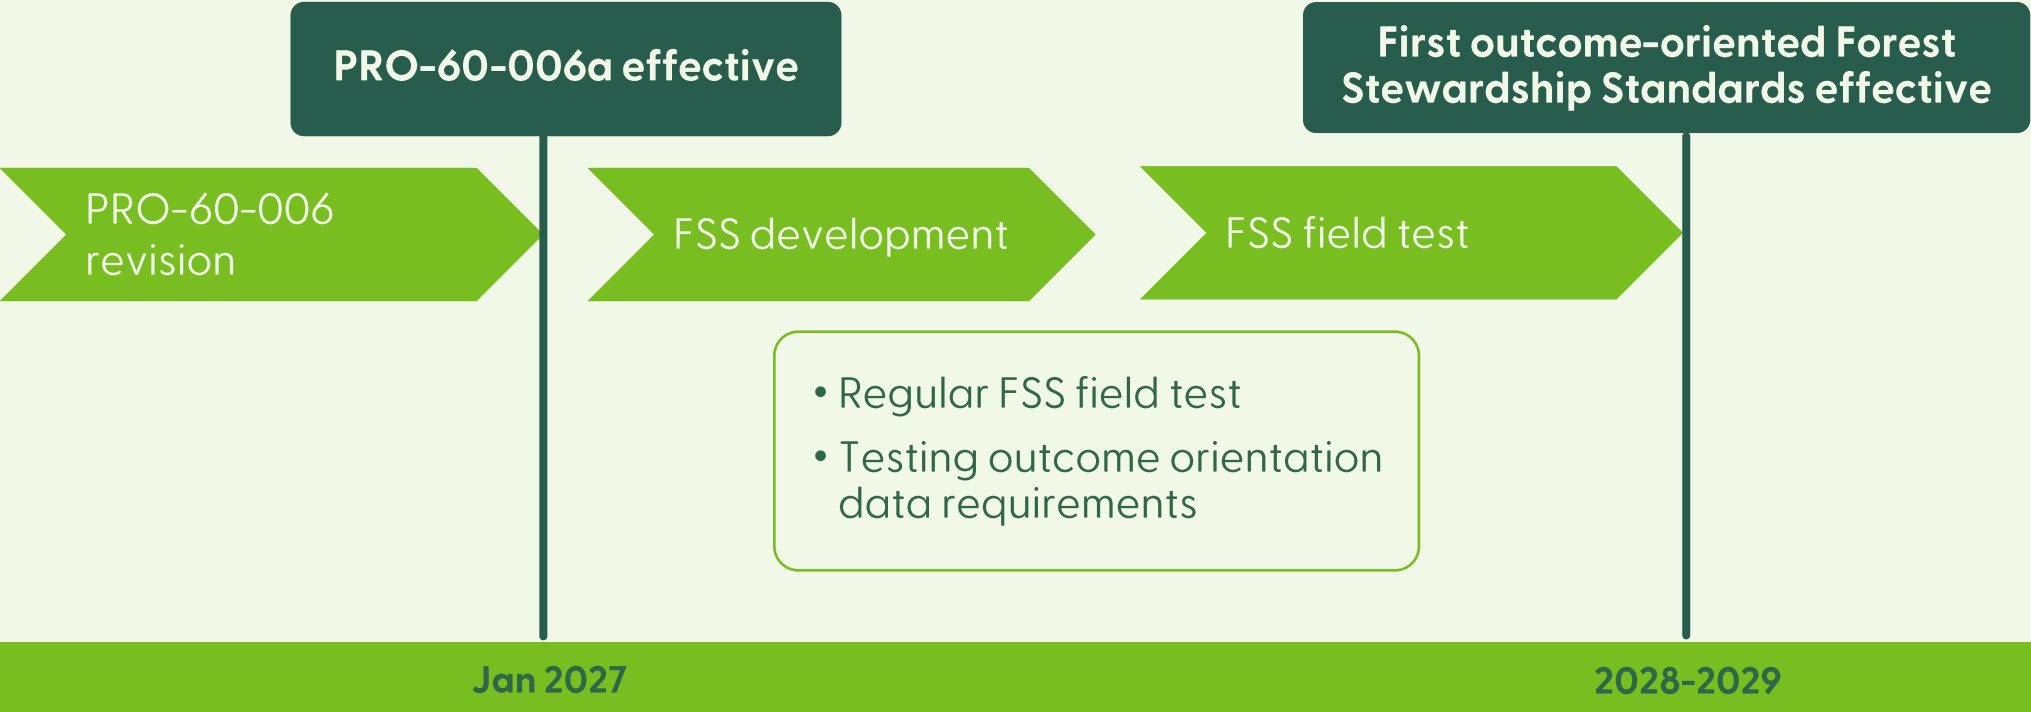 PRO-60-006a effective
First outcome-oriented Forest
Stewardship Standards effective
PRO-60-006
revision
FSS development
FSS field test
• Regular FSS field test
• Testing outcome orientation
data requirements
Jan 2027
2028-2029